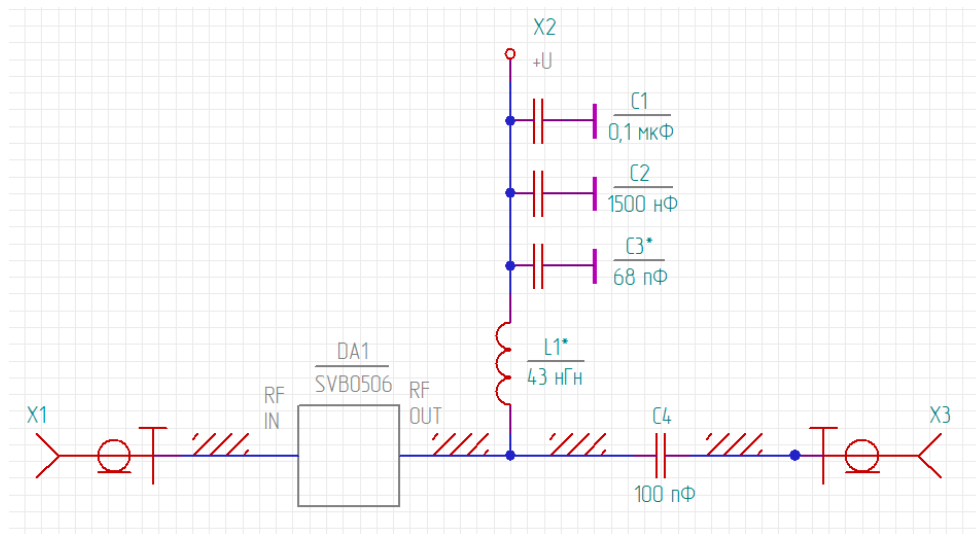 X2
+U
C1
0,1 мкФ
C2
1500 нФ
C3*
68 пФ
L1*
43 нГн
DA1
SVB0506
RF
IN
RF
OUT
X1
C4
100 пФ
X3